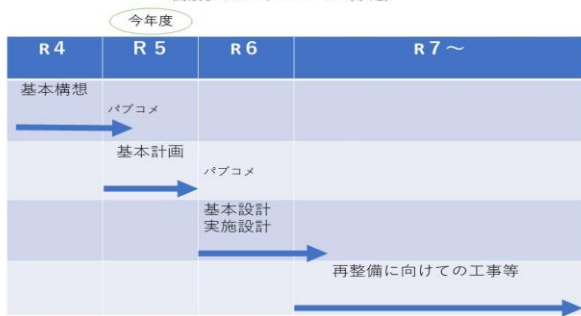 今年度
R4 R5 R6 R7~
基本構想
パブコメ
基本計画
パブコメ
基本設計
実施設計
再整備に向けての工事等